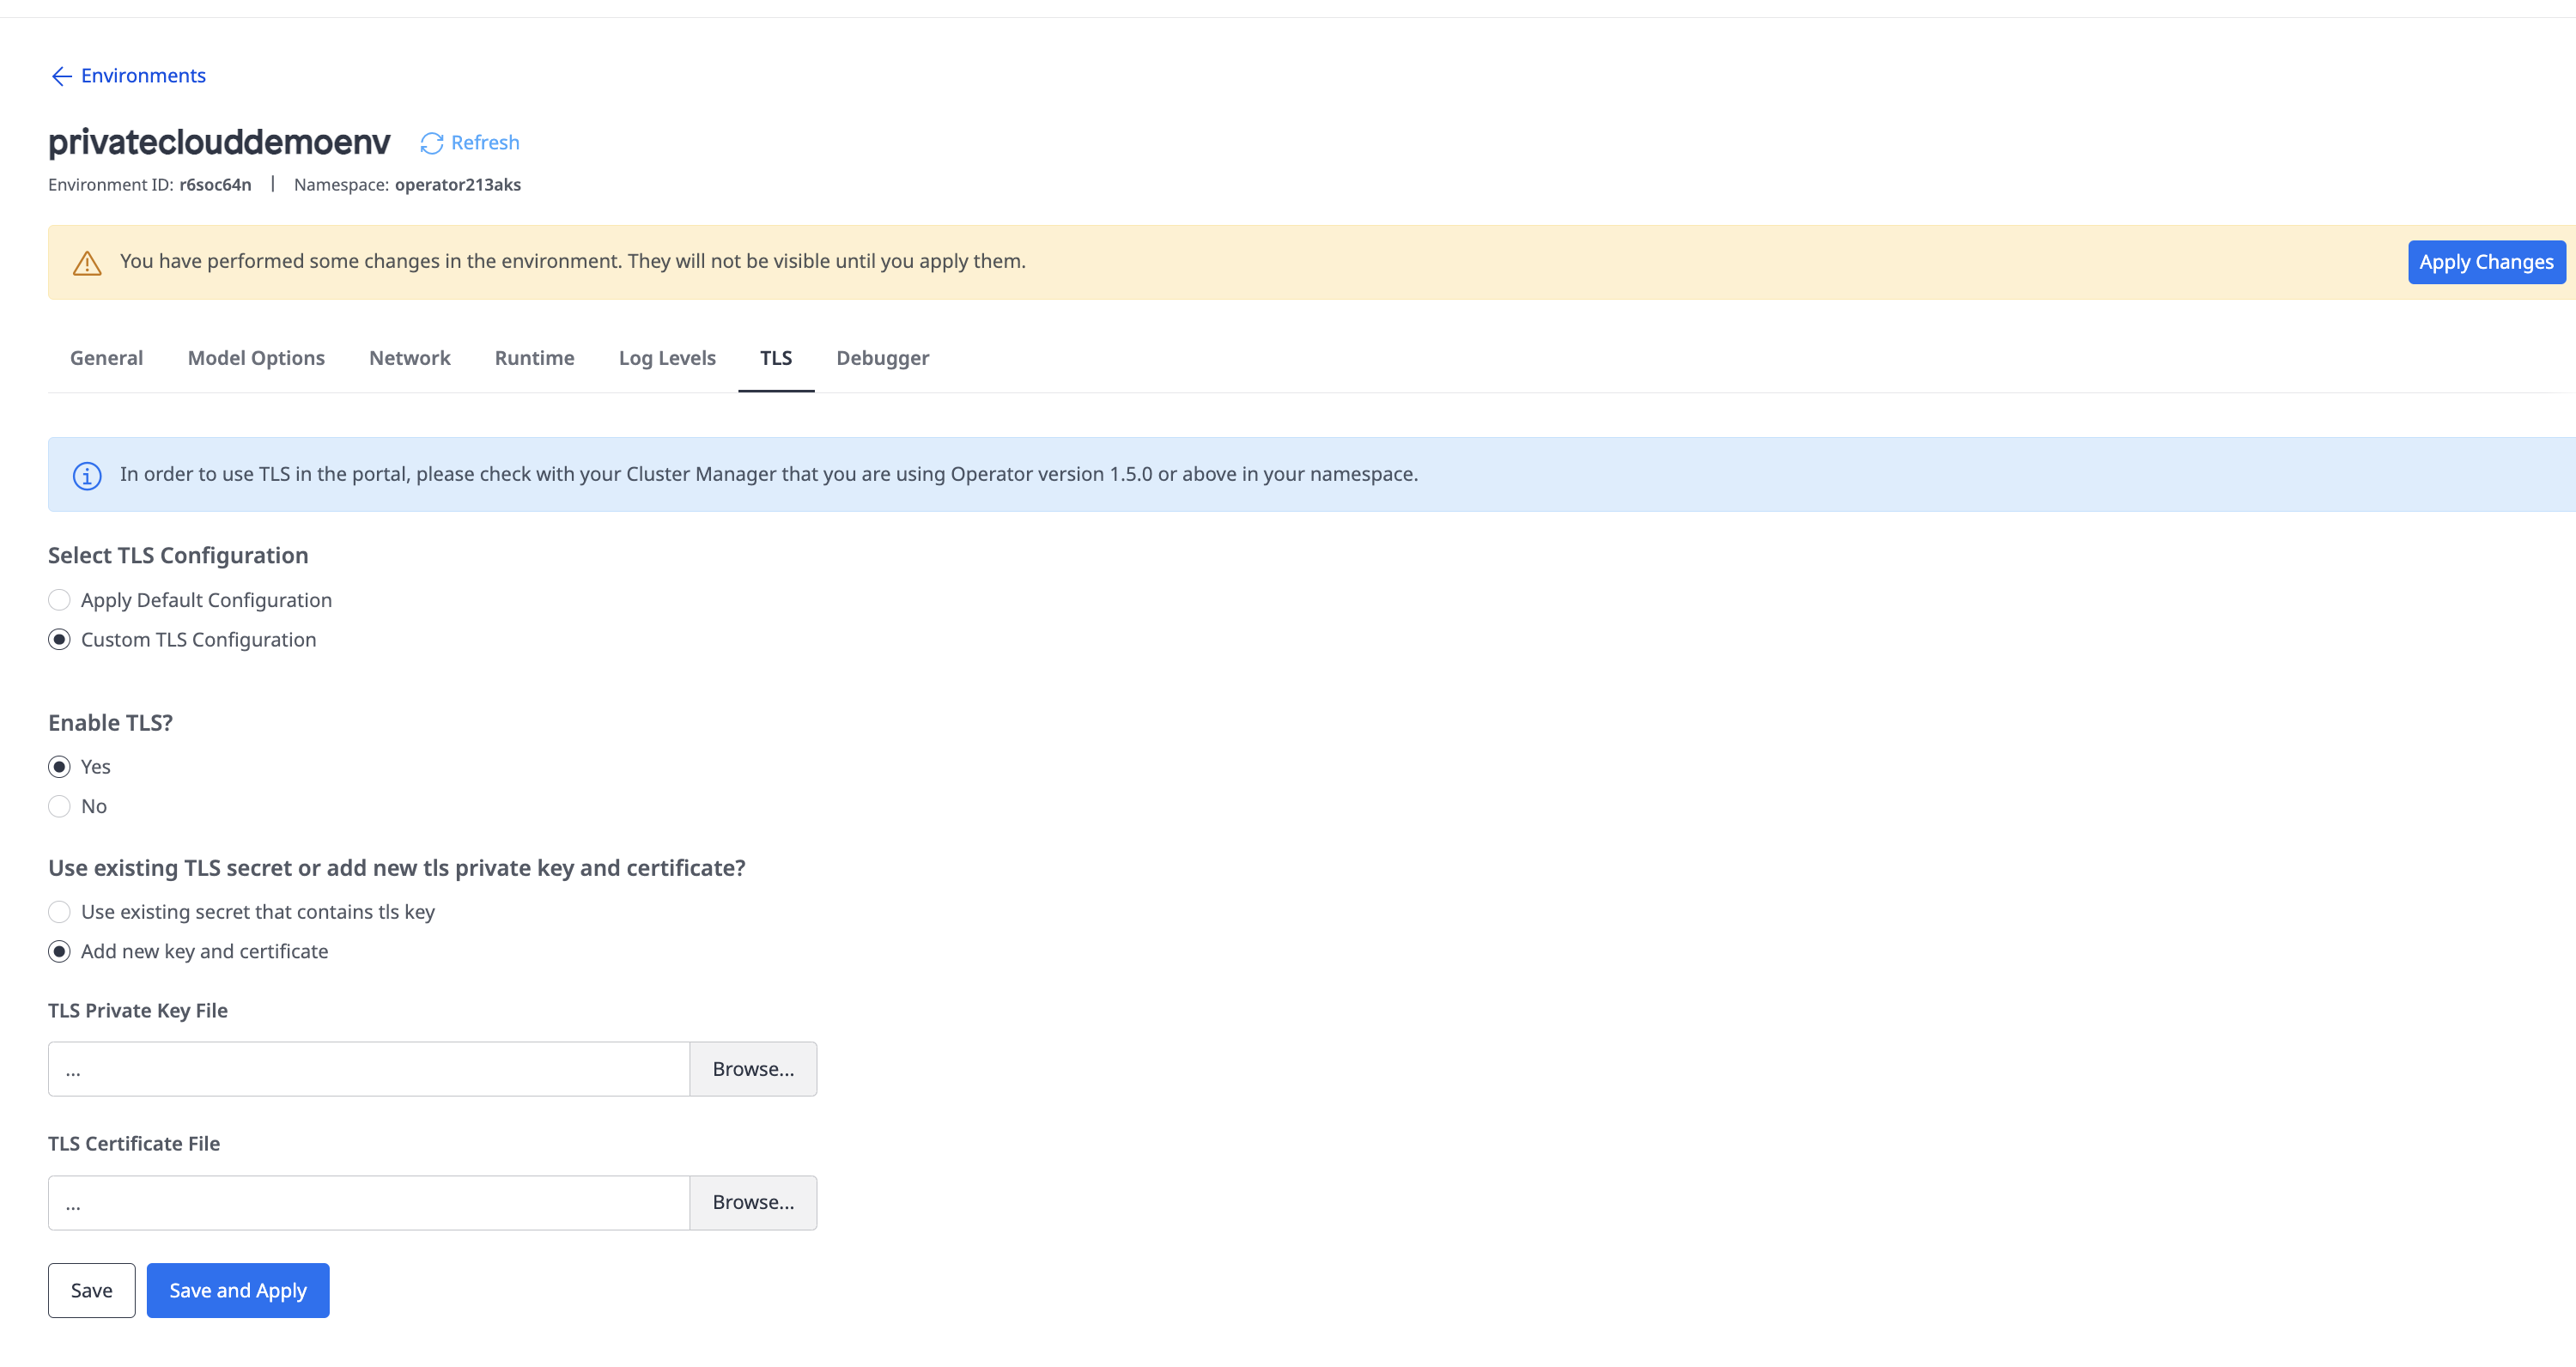 Environments
privateclouddemoenv Refresh
Environment ID: r6soc64n | Namespace: operator213aks
You have performed some changes in the environment. They will not be visible until you apply them. Apply Changes
General Model Options Network Runtime Log Levels TLS Debugger
In order to use TLS in the portal, please check with your Cluster Manager that you are using Operator version 1.5.0 or above in your namespace.
Select TLS Configuration
Apply Default Configuration
Custom TLS Configuration
Enable TLS?
Yes
No
Use existing TLS secret or add new tls private key and certificate?
Use existing secret that contains tls key
Add new key and certificate
TLS Private Key File
... Browse...
TLS Certificate File
... Browse...
Save Save and Apply